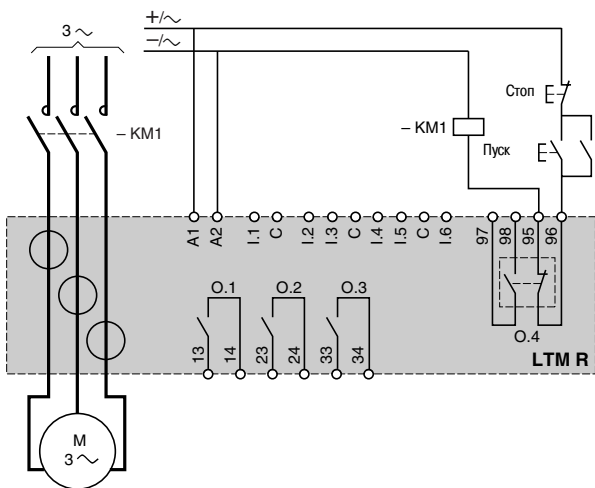 +/~
3 ~
−/~
Стоп
– KM1
– KM1
Пуск
A1 A2 I.1 C I.2 I.3 C I.4 I.5 C I.6 97 98 95 96
O.1 O.2 O.3
O.4
13 14 23 24 33 34
LTM R
M
3 ~